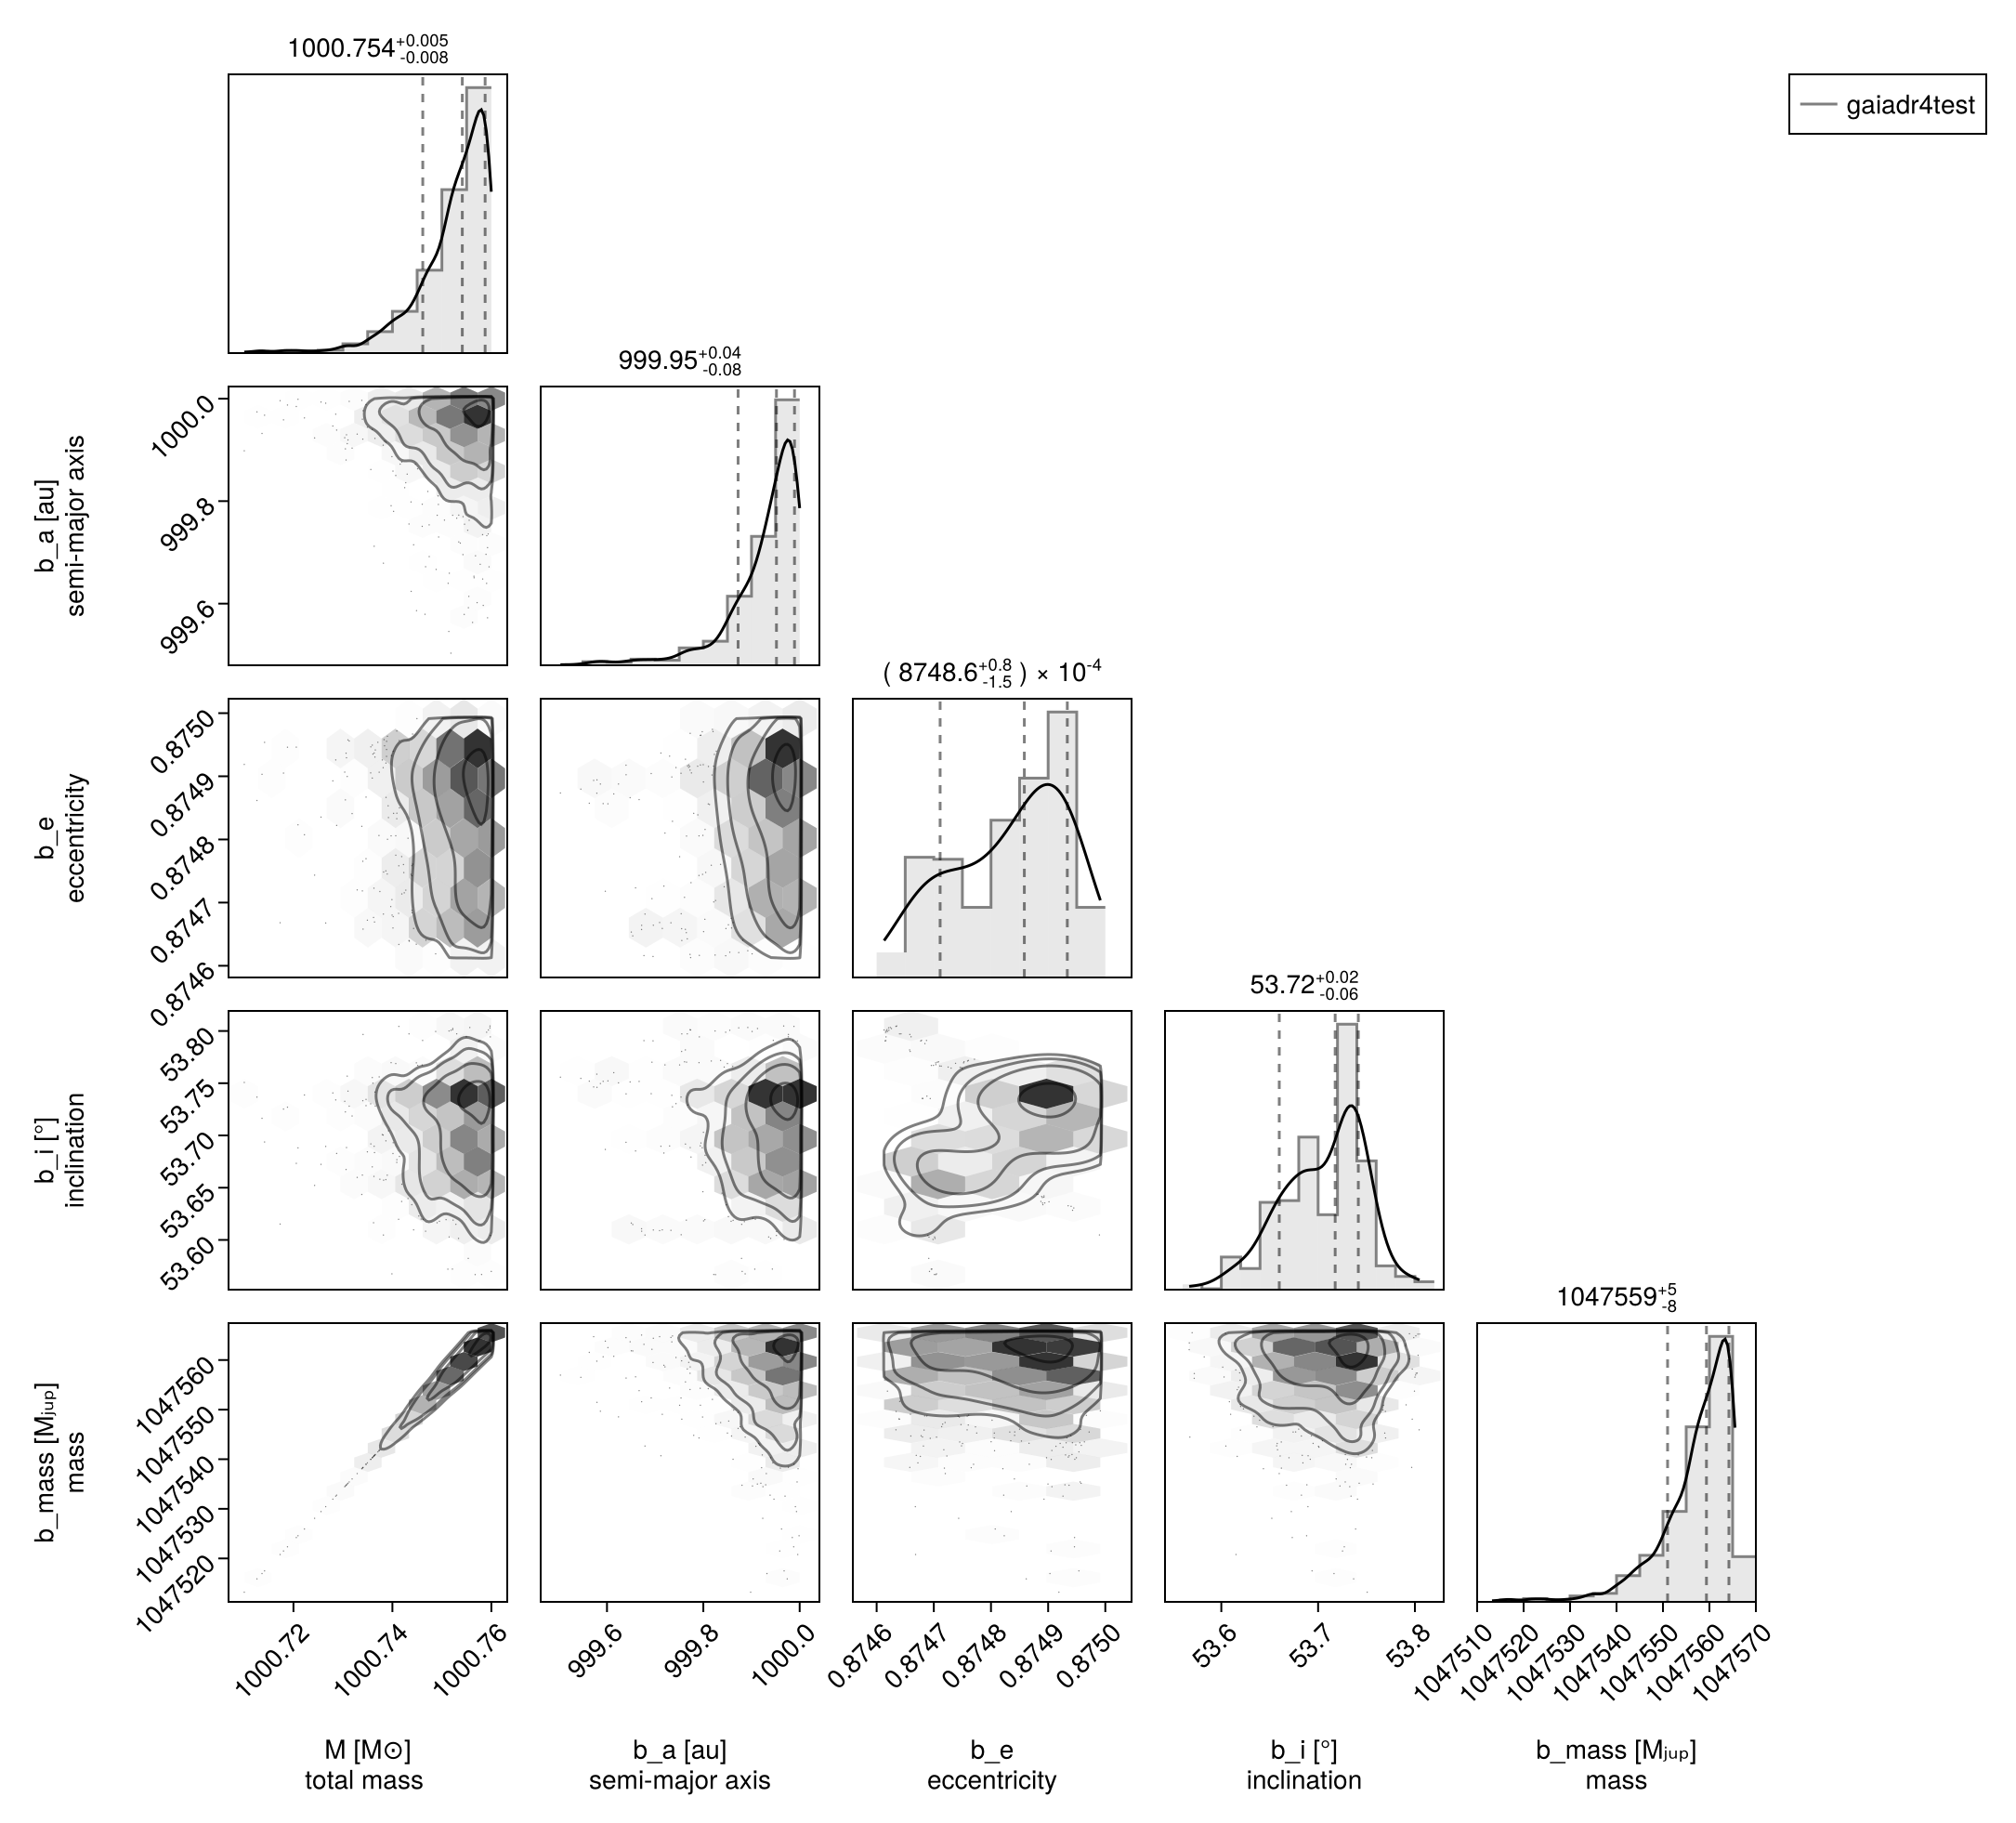 1000.754+0.005
-0.008
gaiadr4test
999.95+0.04
-0.08
1000.0
999.8
999.6
b_a [au]
semi-major axis
( 8748.6+0.8
-1.5 ) × 10-4
0.8750
0.8749
0.8748
0.8747
0.8746
b_e
eccentricity
53.72+0.02
-0.06
53.80
53.75
53.70
53.65
53.60
b_i [°]
inclination
1047559+5
-8
1047560
1047550
1047540
1047530
1047520
b_mass [Mⱼᵤₚ]
mass
1000.72 1000.74 1000.76 999.6 999.8 1000.0 0.8746 0.8747 0.8748 0.8749 0.8750 53.6 53.7 53.8 1047510 1047520 1047530 1047540 1047550 1047560 1047570
M [M⊙] b_a [au] b_e b_i [°] b_mass [Mⱼᵤₚ]
total mass semi-major axis eccentricity inclination mass